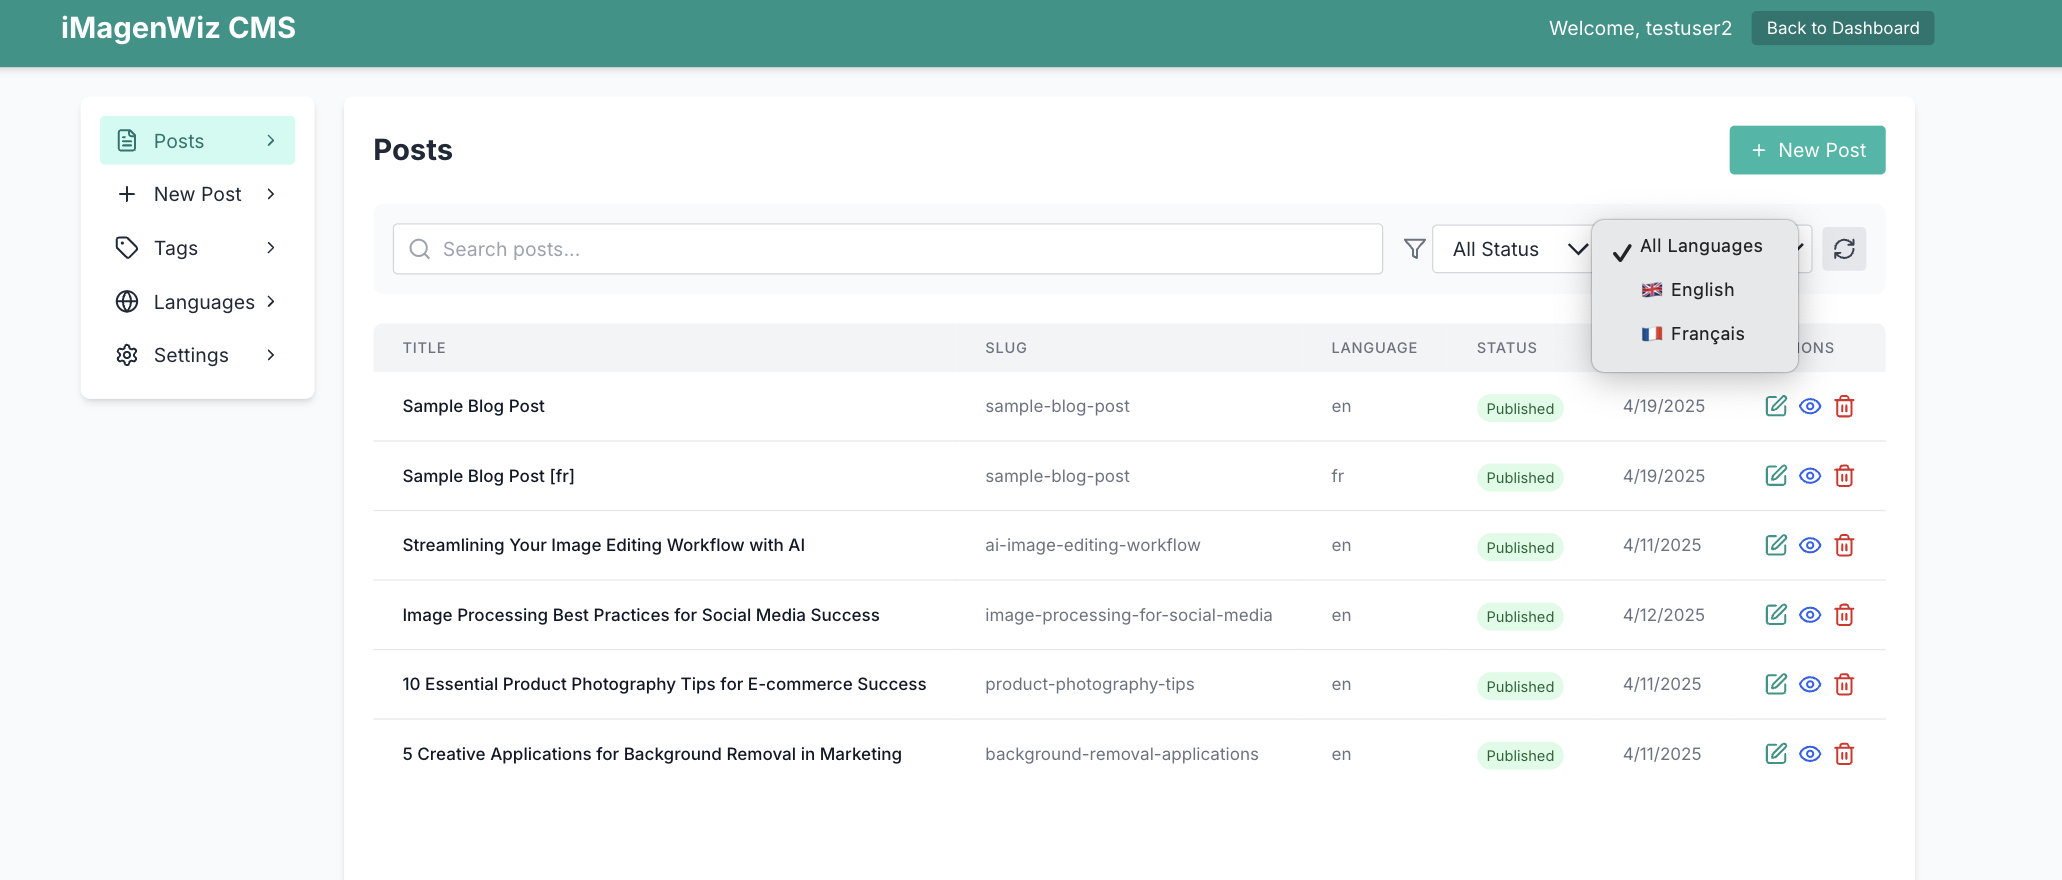 iMagenWiz CMS
Welcome, testuser2
Back to Dashboard
Posts
New Post
Tags
Languages
Settings
Posts
New Post
Search posts...
All Status
All Languages
English
Français
TITLE SLUG LANGUAGE STATUS
Sample Blog Post sample-blog-post en Published 4/19/2025
Sample Blog Post [fr] sample-blog-post fr Published 4/19/2025
Streamlining Your Image Editing Workflow with AI ai-image-editing-workflow en Published 4/11/2025
Image Processing Best Practices for Social Media Success image-processing-for-social-media en Published 4/12/2025
10 Essential Product Photography Tips for E-commerce Success product-photography-tips en Published 4/11/2025
5 Creative Applications for Background Removal in Marketing background-removal-applications en Published 4/11/2025